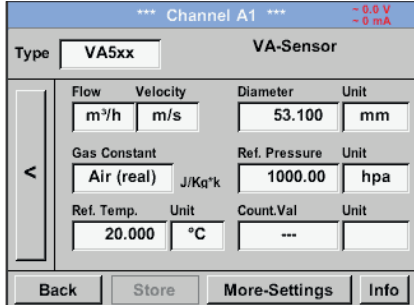 *** Channel A1 *** ~ 0.0 V
~ 0 mA
Type VA5xx VA-Sensor
Flow Velocity Diameter Unit
m³/h m/s 53.100 mm
Gas Constant Ref. Pressure Unit
< Air (real) J/Kg*k 1000.00 hpa
Ref. Temp. Unit Count.Val Unit
20.000 °C ---
Back Store More-Settings Info